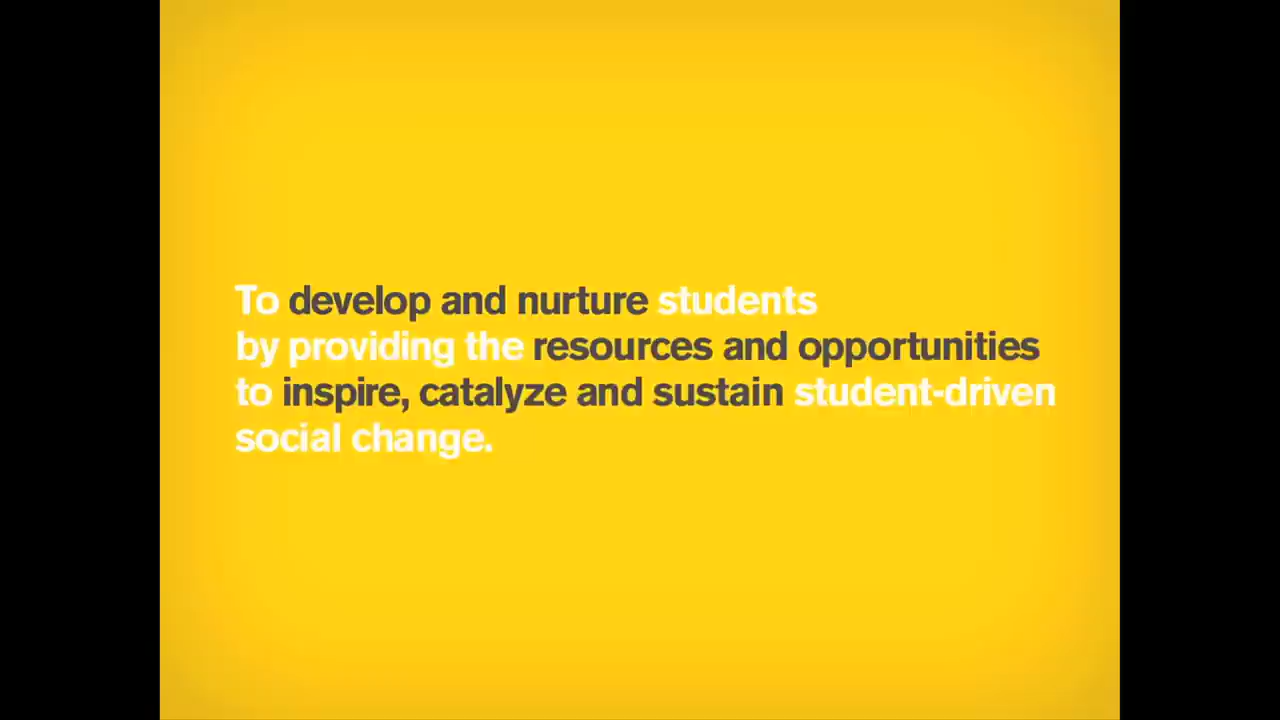 To develop and nurture students
by providing the resources and opportunities
to inspire, catalyze and sustain student-driven
social change.